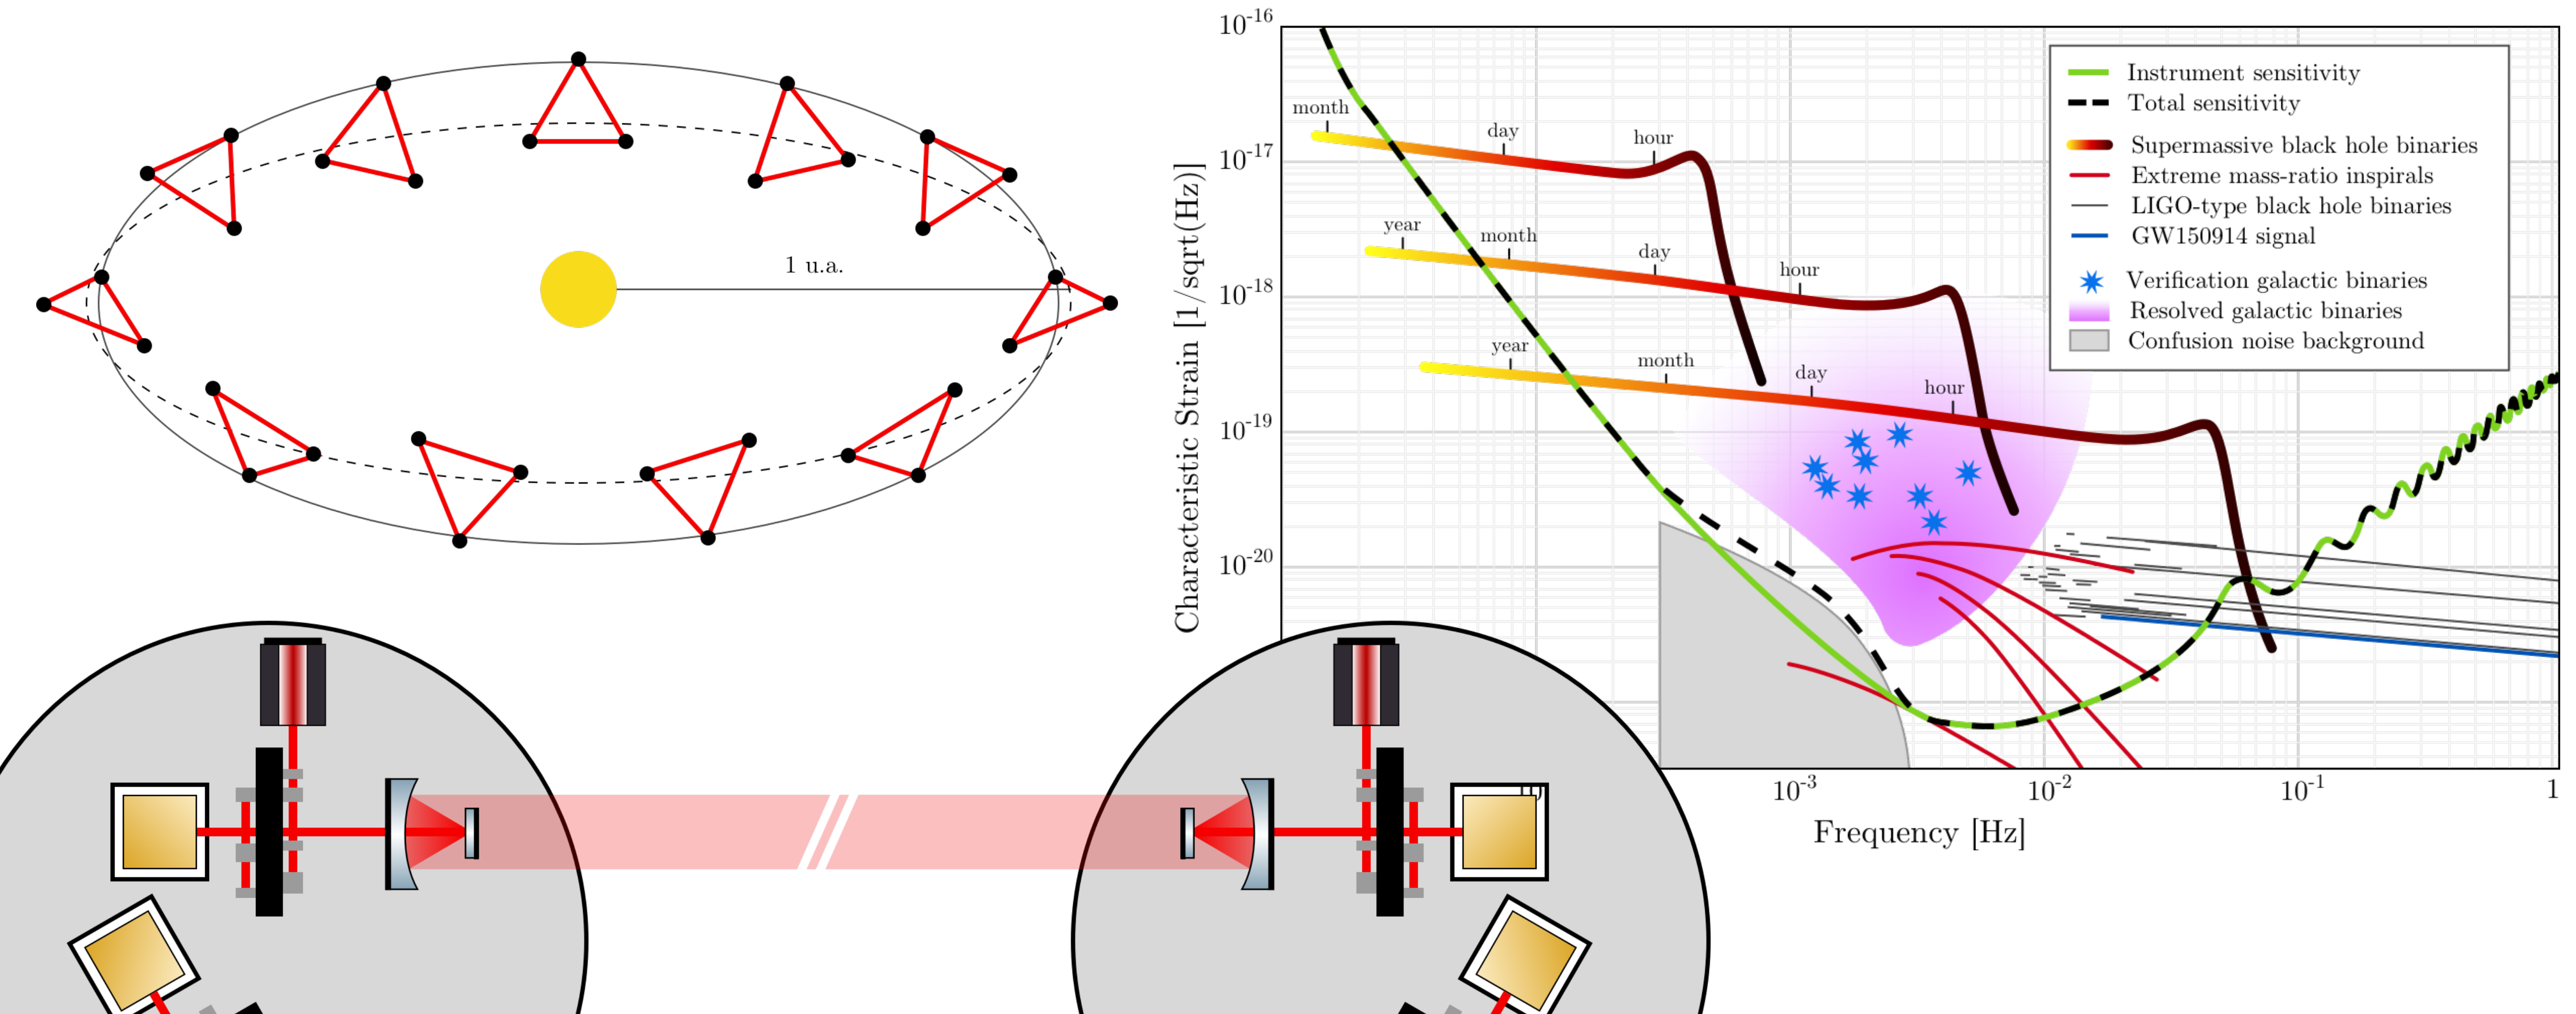 1 u.a.
10-16
10-17
10-18
10-19
10-20
Characteristic Strain [1/sqrt(Hz)]
month
day
hour
year
month
day
hour
year
month
day
hour
Instrument sensitivity
Total sensitivity
Supermassive black hole binaries
Extreme mass-ratio inspirals
LIGO-type black hole binaries
GW150914 signal
Verification galactic binaries
Resolved galactic binaries
Confusion noise background
10-3
10-2
10-1
1
Frequency [Hz]